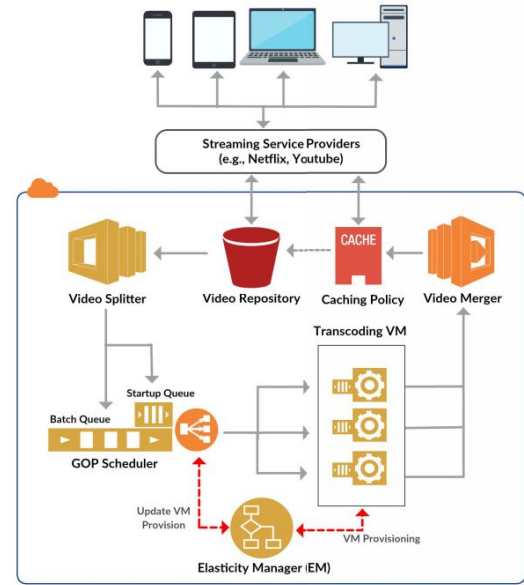 Streaming Service Providers
(e.g., Netflix, Youtube)
CACHE
Video Splitter
Video Repository
Caching Policy
Video Merger
Transcoding VM
Startup Queue
Batch Queue
GOP Scheduler
Update VM
Provision
VM Provisioning
Elasticity Manager (EM)